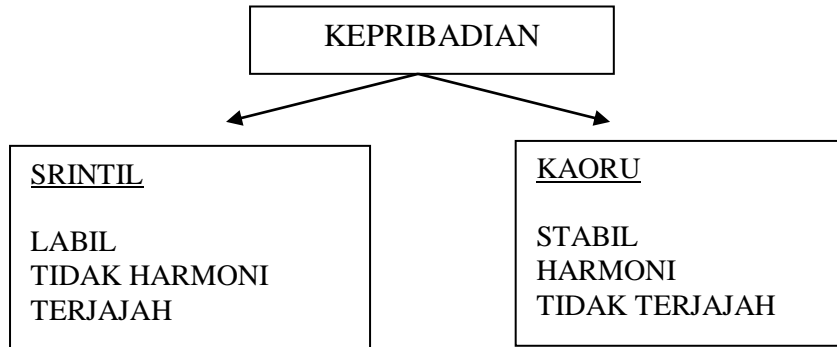 KEPRIBADIAN
SRINTIL
LABIL
TIDAK HARMONI
TERJAJAH
KAORU
STABIL
HARMONI
TIDAK TERJAJAH